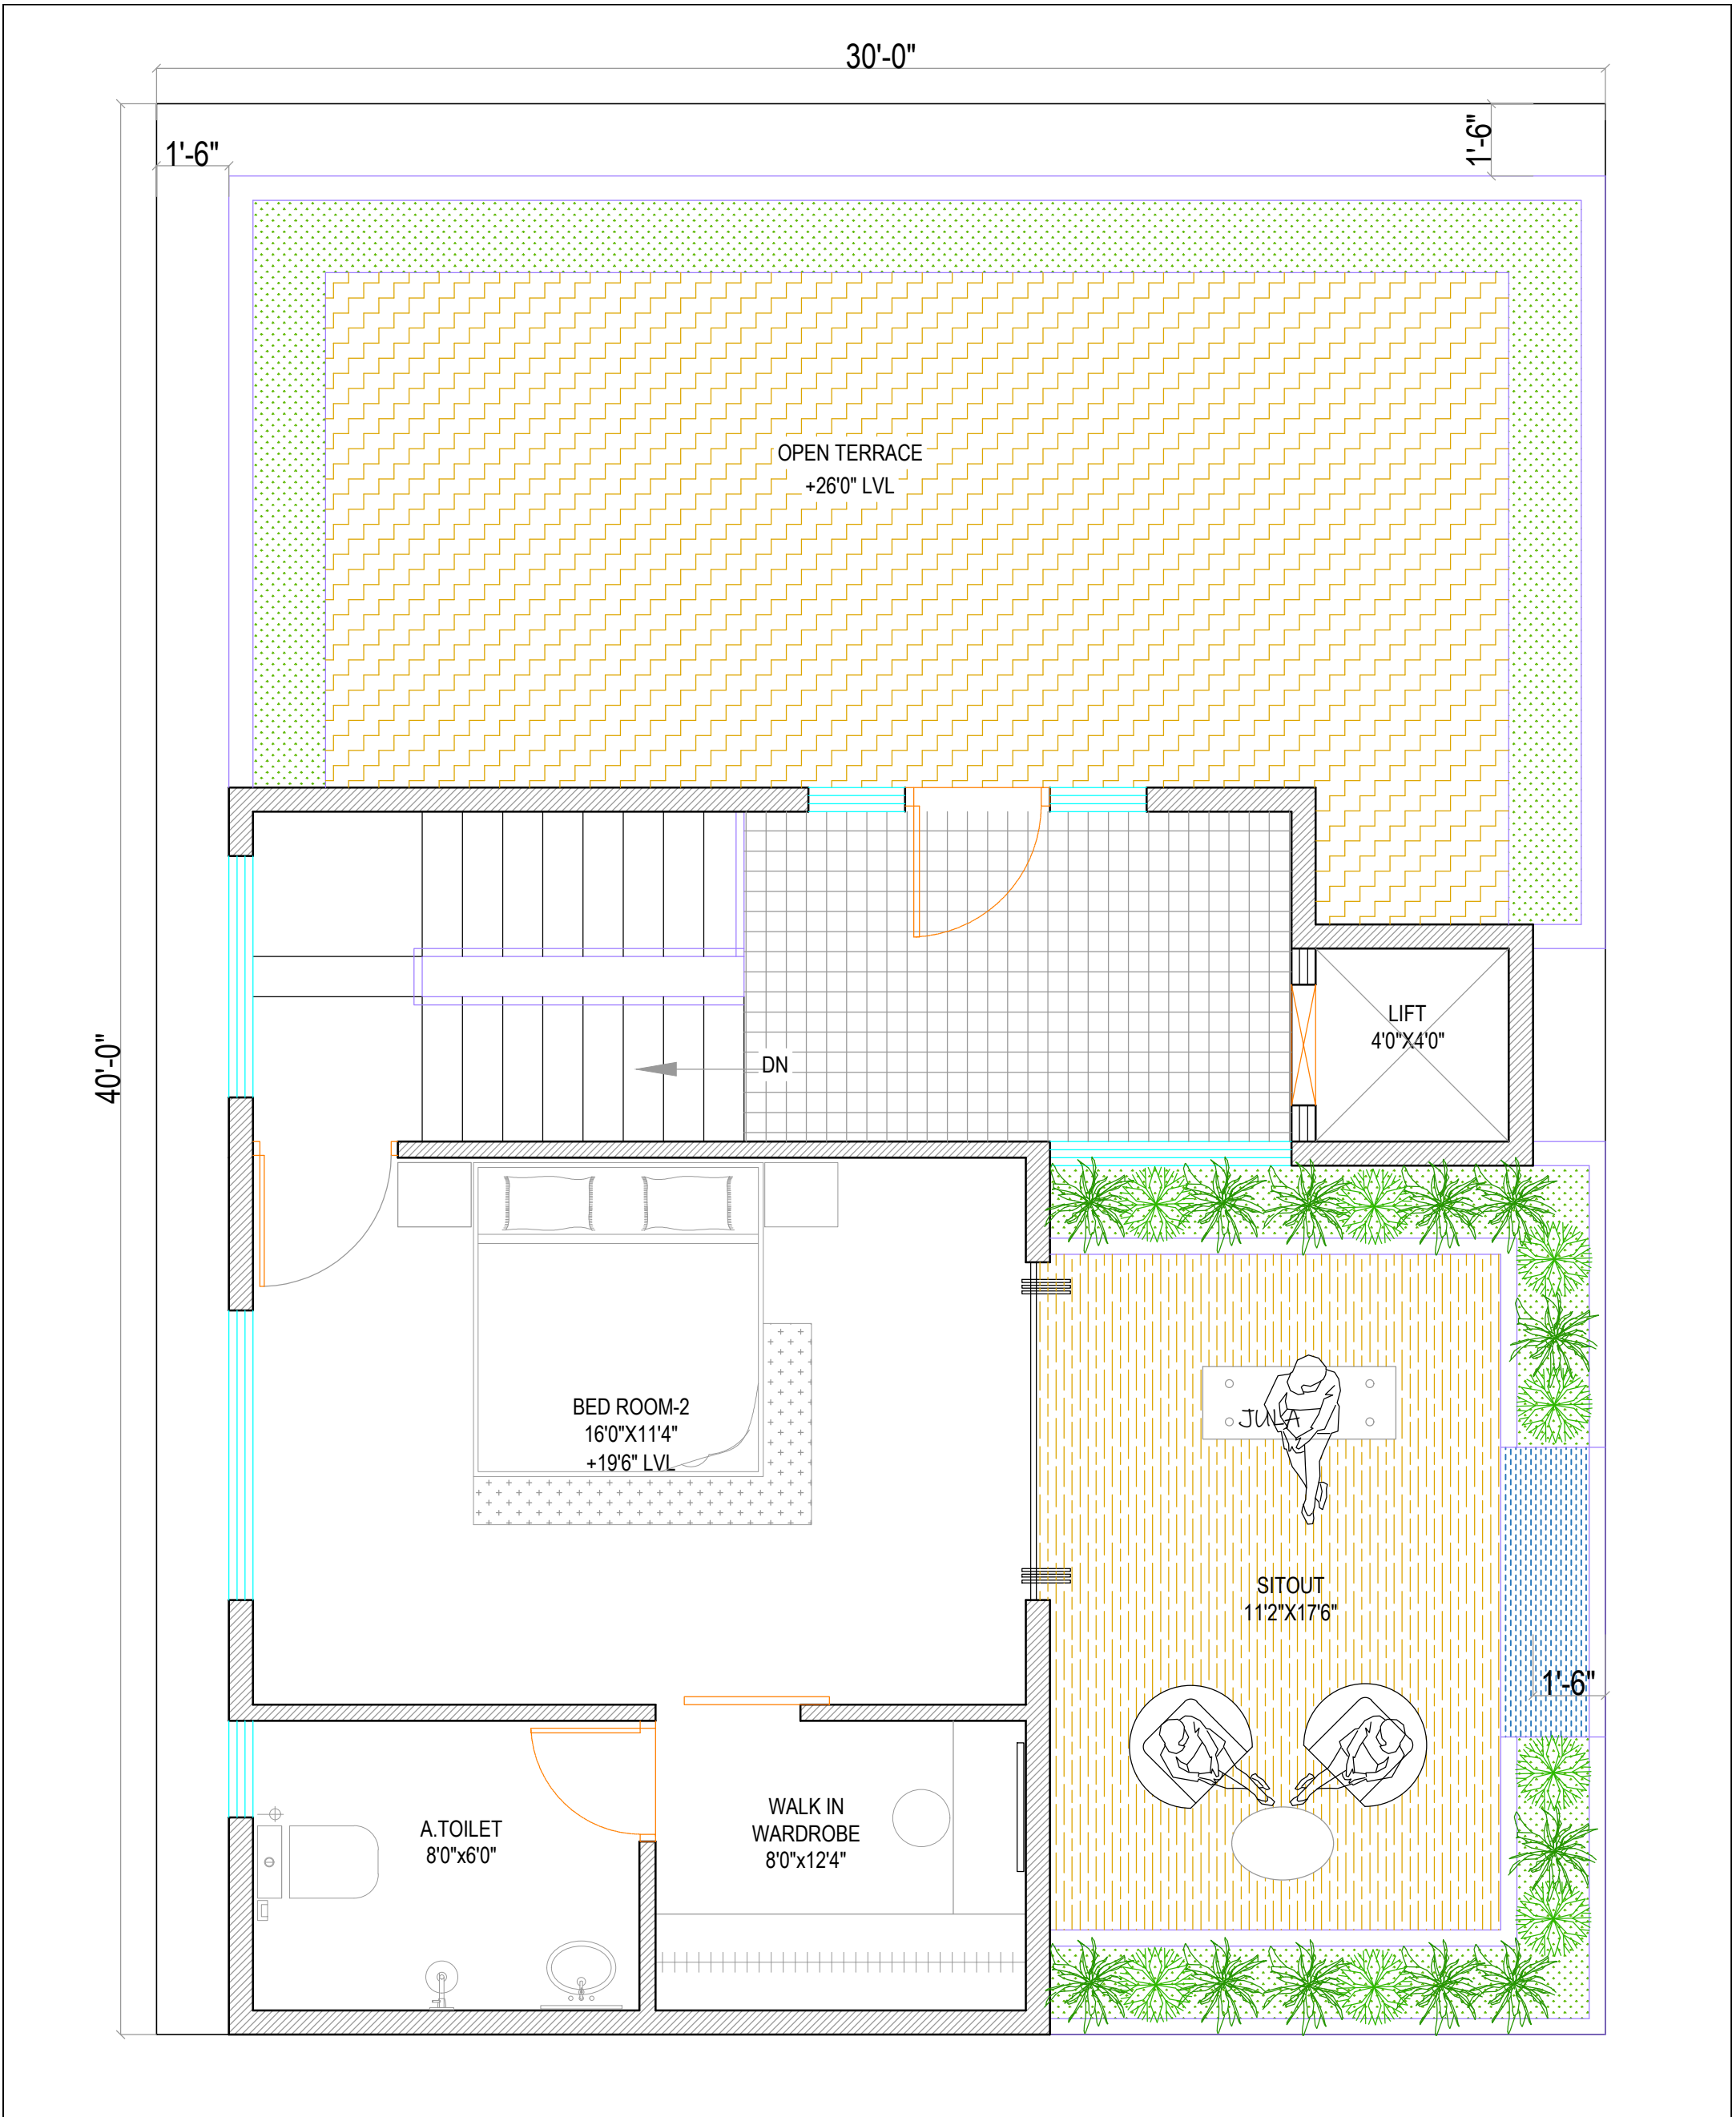 30'-0"
1'-6"
1'-6"
OPEN TERRACE
+26'0" LVL
40'-0"
LIFT
4'0"X4'0"
DN
BED ROOM-2
16'0"X11'4"
+19'6" LVL
JULA
SITOUT
11'2"X17'6"
1'-6"
A.TOILET
8'0"x6'0"
WALK IN
WARDROBE
8'0"x12'4"